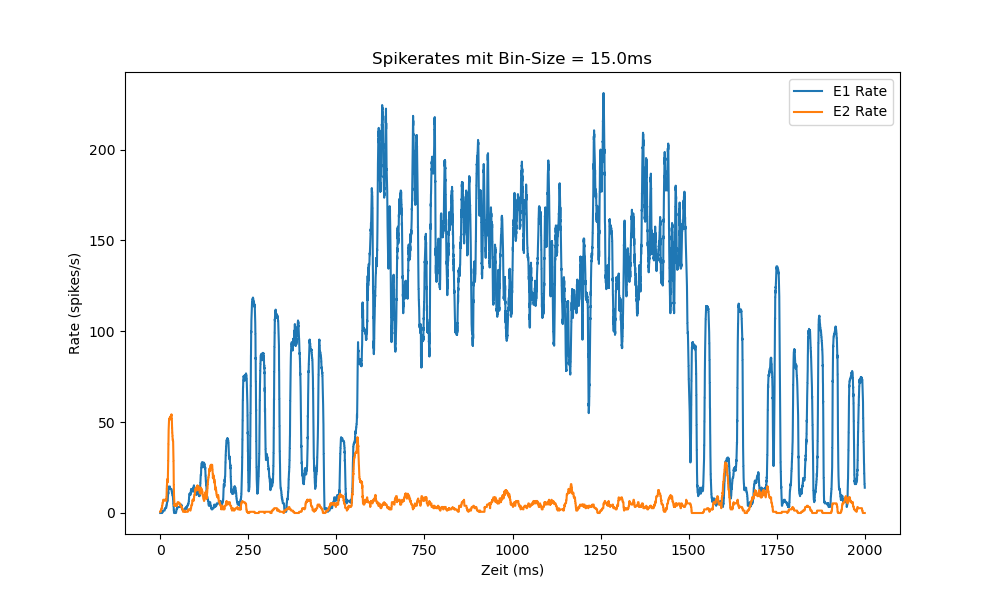 Spikerates mit Bin-Size = 15.0ms
E1 Rate
E2 Rate
Rate (spikes/s)
200
150
100
50
0
0 250 500 750 1000 1250 1500 1750 2000
Zeit (ms)